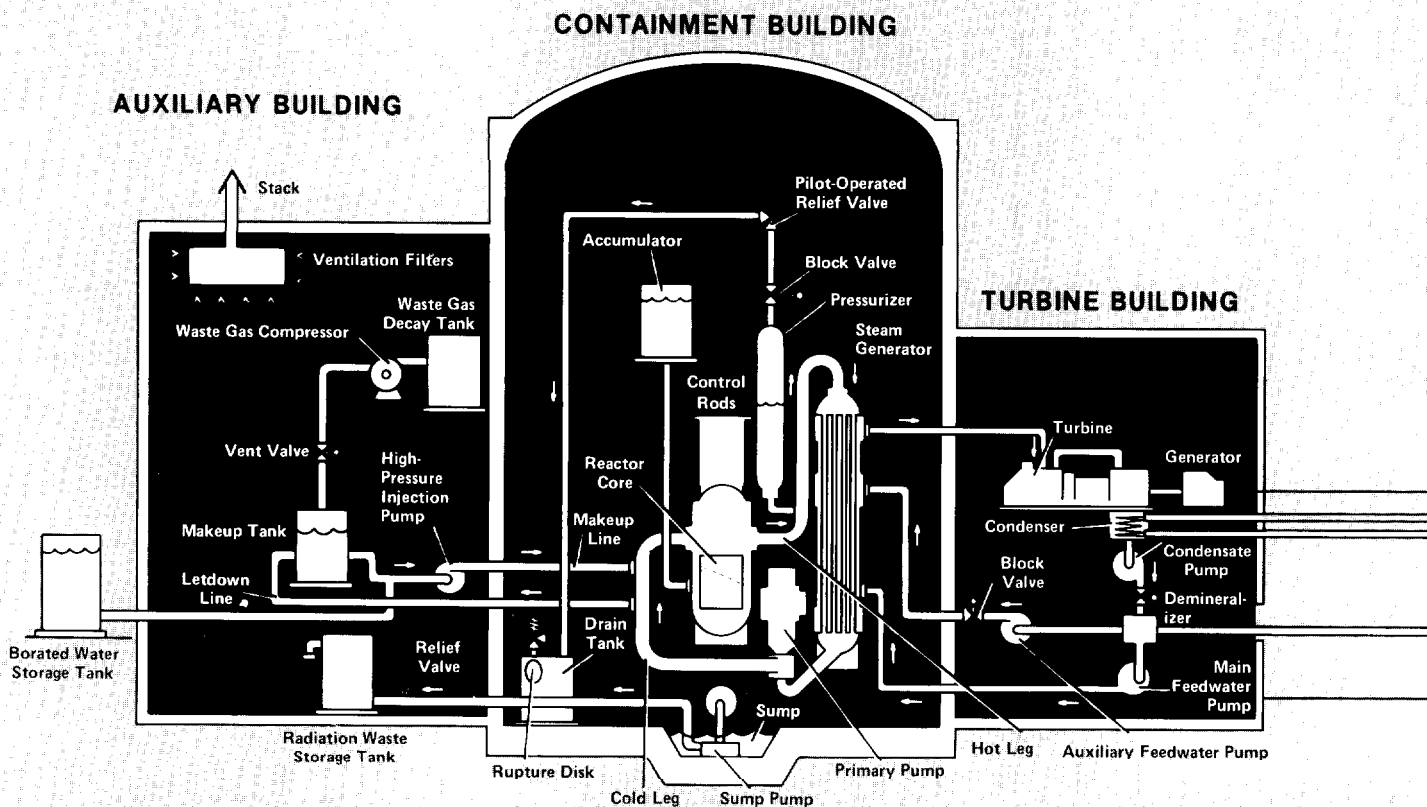 CONTAINMENT BUILDING
AUXILIARY BUILDING
Stack
Pilot-Operated
Relief Valve
Accumulator
Ventilation Filters
Block Valve
Waste Gas
Decay Tank
Pressurizer
TURBINE BUILDING
Waste Gas Compressor
Steam
Generator
Control
Rods
Turbine
Vent Valve
High-
Pressure
Injection
Pump
Reactor
Core
Generator
Makeup Tank
Makeup
Line
Condenser
Condensate
Pump
Block
Valve
Letdown
Line
Demineral-
izer
Drain
Tank
Borated Water
Storage Tank
Relief
Valve
Main
Feedwater
Pump
Sump
Radiation Waste
Storage Tank
Hot Leg
Auxiliary Feedwater Pump
Rupture Disk
Primary Pump
Cold Leg
Sump Pump